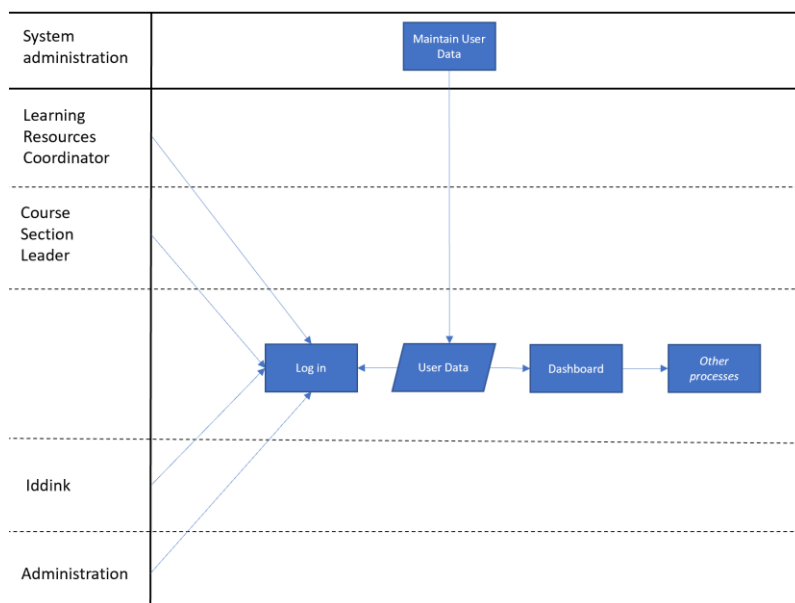 System
administration
Maintain User
Data
Learning
Resources
Coordinator
Course
Section
Leader
Log in
User Data
Dashboard
Other
processes
Iddink
Administration